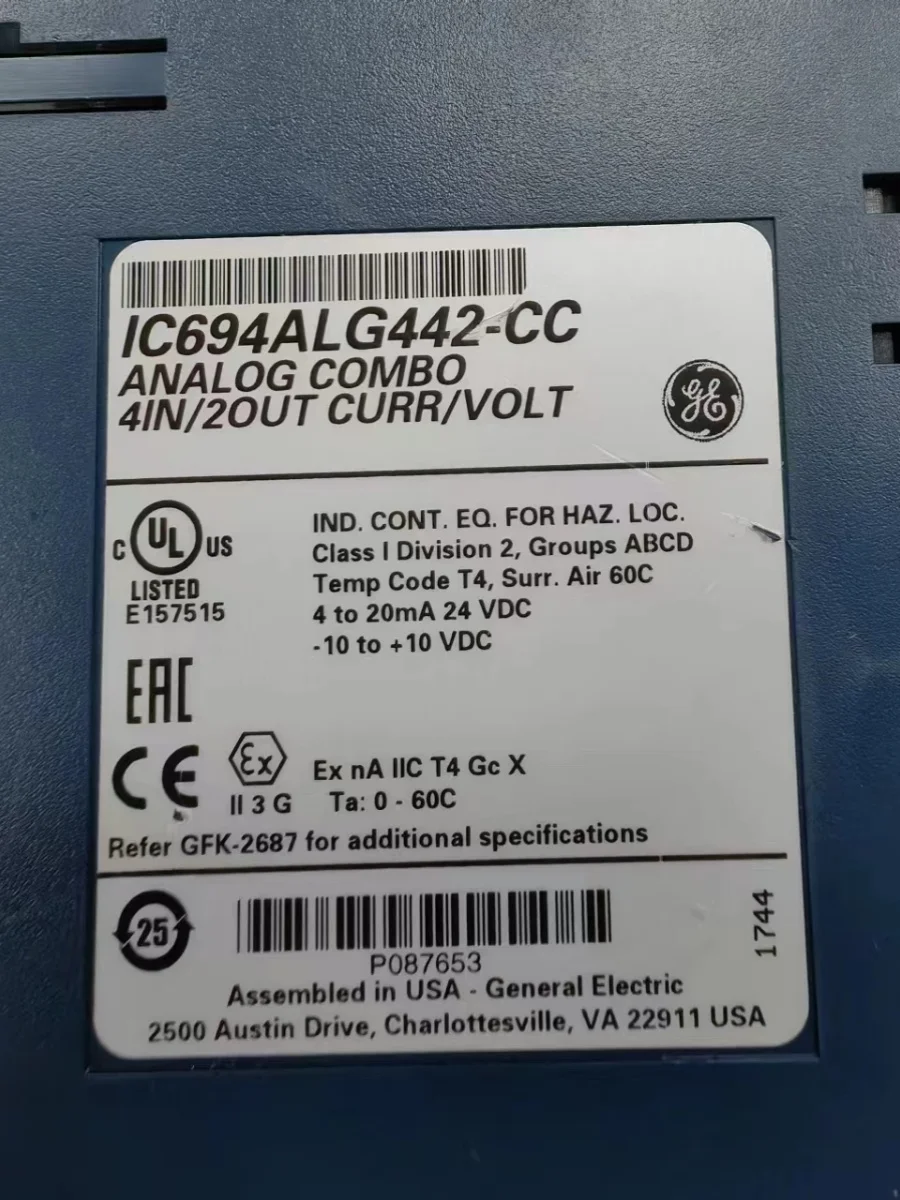 IC694ALG442-CC
ANALOG COMBO
4IN/2OUT CURR/VOLT
GE
C UL US
LISTED
E157515
IND. CONT. EQ. FOR HAZ. LOC.
Class I Division 2, Groups ABCD
Temp Code T4, Surr. Air 60C
4 to 20mA 24 VDC
-10 to +10 VDC
EAC
CE Ex
II 3 G
Ex nA IIC T4 Gc X
Ta: 0 - 60C
Refer GFK-2687 for additional specifications
25
P087653
1744
Assembled in USA - General Electric
2500 Austin Drive, Charlottesville, VA 22911 USA